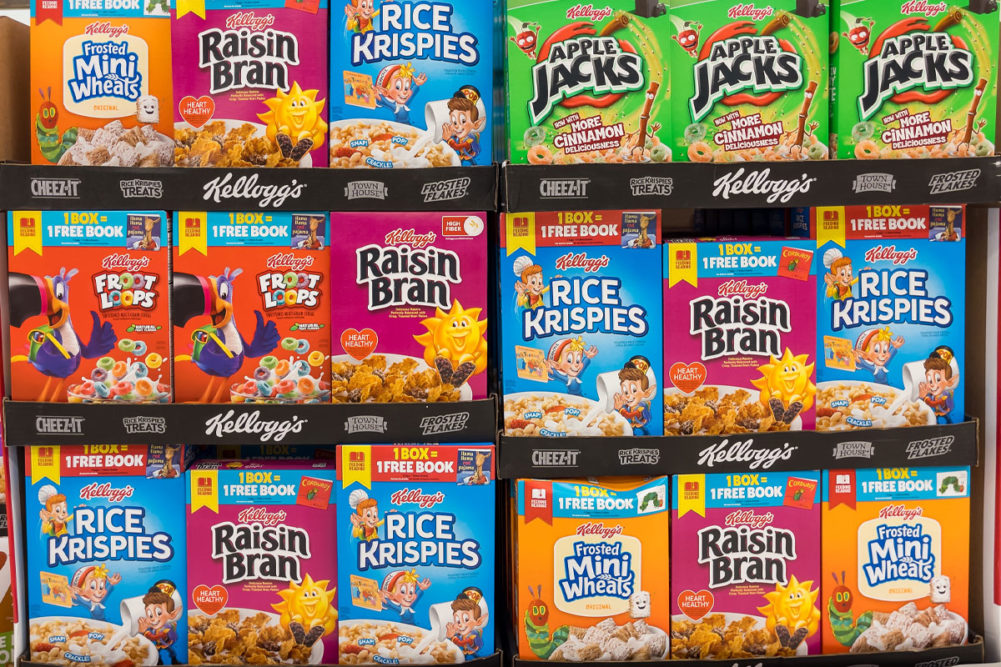 FREE BOOK
Kellogg's
Frosted
Mini
Wheats
ORIGINAL
Kellogg's
Raisin
Bran
HEART
HEALTHY
RICE
KRISPIES
SNAP!
POP!
CRACKLE!
Kellogg's
APPLE
JACKS
NOW WITH
MORE
CINNAMON
DELICIOUSNESS
Kellogg's
APPLE
JACKS
NOW WITH
MORE
CINNAMON
DELICIOUSNESS
Kellogg's
APPLE
JACKS
NOW WITH
MORE
CINNAMON
DELICIOUSNESS
CHEEZ-IT RICE KRISPIES TREATS Kellogg's TOWN HOUSE FROSTED FLAKES
CHEEZ-IT RICE KRISPIES TREATS Kellogg's TOWN HOUSE FROSTED FLAKES
1 BOX =
1 FREE BOOK
Kellogg's
FROOT
LOOPS
1 BOX =
1 FREE BOOK
Kellogg's
FROOT
LOOPS
HIGH
FIBER
Kellogg's
Raisin
Bran
HEART
HEALTHY
1 BOX =
1 FREE BOOK
Kellogg's
RICE
KRISPIES
SNAP!
POP!
CRACKLE!
1 BOX =
1 FREE BOOK
CORDUROY
Kellogg's
Raisin
Bran
HEART
HEALTHY
1 BOX =
1 FREE BOOK
Kellogg's
RICE
KRISPIES
SNAP!
POP!
CRACKLE!
CHEEZ-IT RICE KRISPIES TREATS Kellogg's TOWN HOUSE FROSTED FLAKES
CHEEZ-IT RICE KRISPIES TREATS Kellogg's TOWN HOUSE FROSTED FLAKES
1 BOX =
1 FREE BOOK
Kellogg's
RICE
KRISPIES
SNAP!
POP!
CRACKLE!
1 BOX =
1 FREE BOOK
CORDUROY
Kellogg's
Raisin
Bran
HEART
HEALTHY
1 BOX =
1 FREE BOOK
Kellogg's
RICE
KRISPIES
SNAP!
POP!
CRACKLE!
1 BOX =
1 FREE BOOK
Kellogg's
Frosted
Mini
Wheats
ORIGINAL
1 BOX =
1 FREE BOOK
CORDUROY
Kellogg's
Raisin
Bran
HEART
HEALTHY
1 BOX =
1 FREE BOOK
Kellogg's
Frosted
Mini
Wheats
ORIGINAL